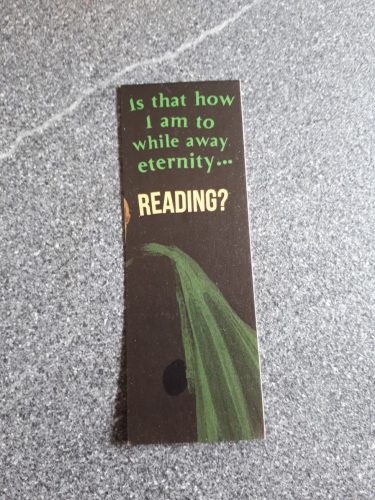 Is that how
I am to
while away
eternity...
READING?